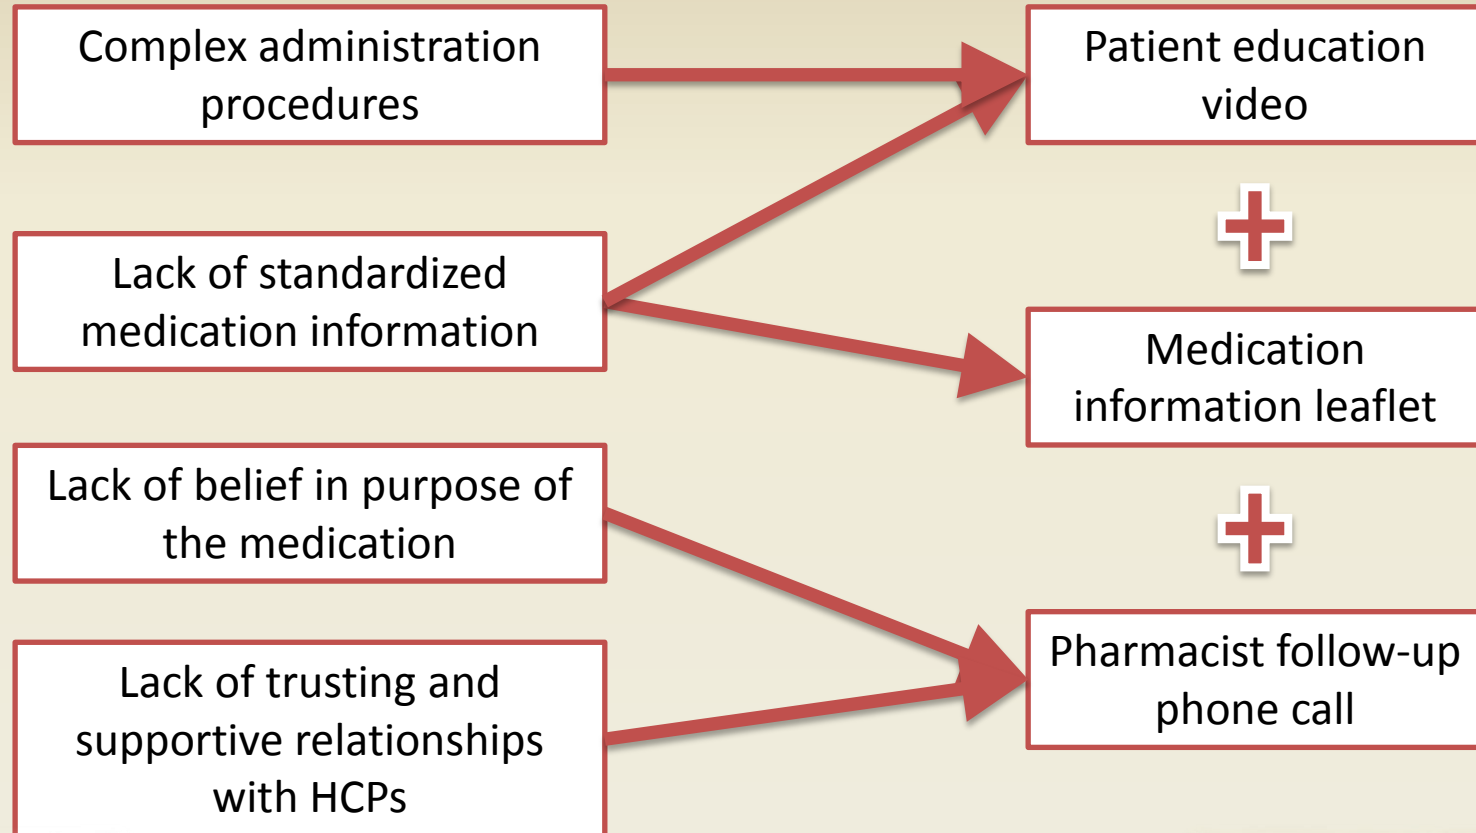 Complex administration
procedures
Patient education
video
Lack of standardized
medication information
Medication
information leaflet
Lack of belief in purpose of
the medication
Pharmacist follow-up
phone call
Lack of trusting and
supportive relationships
with HCPs